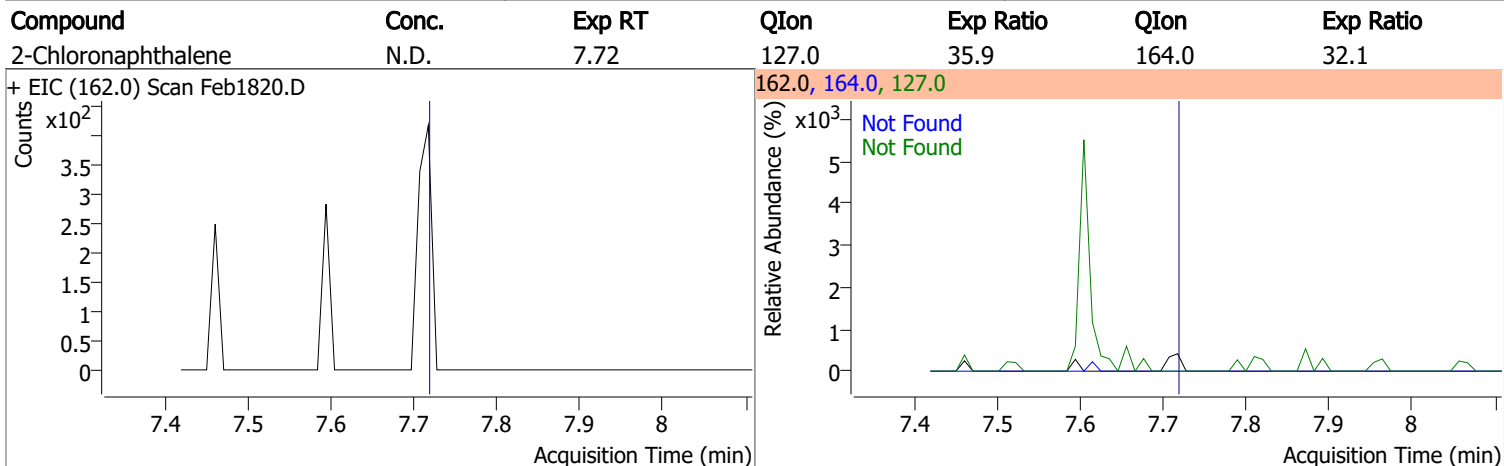 Compound Conc. Exp RT QIon Exp Ratio QIon Exp Ratio
2-Chloronaphthalene N.D. 7.72 127.0 35.9 164.0 32.1
+ EIC (162.0) Scan Feb1820.D
Counts
x10²
3.5
3
2.5
2
1.5
1
0.5
0
7.4 7.5 7.6 7.7 7.8 7.9 8
Acquisition Time (min)
162.0, 164.0, 127.0
Relative Abundance (%)
x10³
Not Found
Not Found
5
4
3
2
1
0
7.4 7.5 7.6 7.7 7.8 7.9 8
Acquisition Time (min)